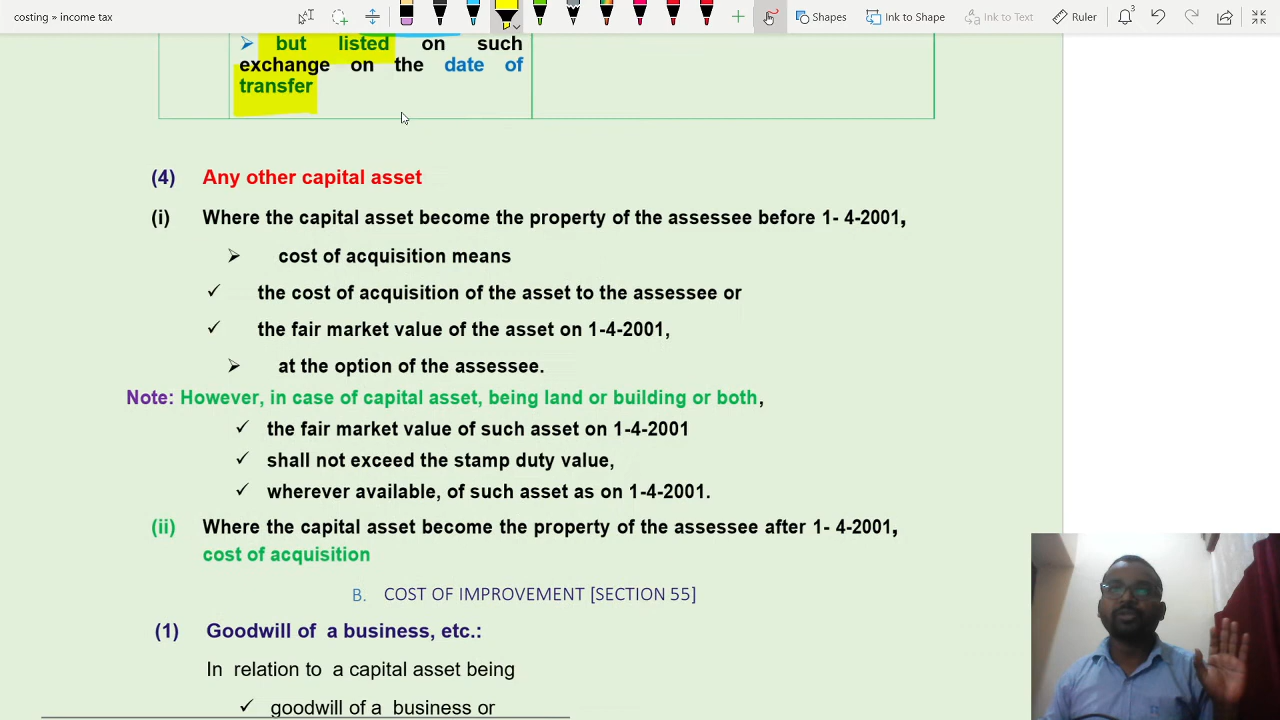 costing » income tax
Shapes
Ink to Shape
Ink to Text
Ruler
3
➤ but listed on such
exchange on the date of
transfer
(4) Any other capital asset
(i) Where the capital asset become the property of the assessee before 1- 4-2001,
➢ cost of acquisition means
✓ the cost of acquisition of the asset to the assessee or
✓ the fair market value of the asset on 1-4-2001,
➢ at the option of the assessee.
Note: However, in case of capital asset, being land or building or both,
✓ the fair market value of such asset on 1-4-2001
✓ shall not exceed the stamp duty value,
✓ wherever available, of such asset as on 1-4-2001.
(ii) Where the capital asset become the property of the assessee after 1- 4-2001,
cost of acquisition
B. COST OF IMPROVEMENT [SECTION 55]
(1) Goodwill of a business, etc.:
In relation to a capital asset being
✓ goodwill of a business or